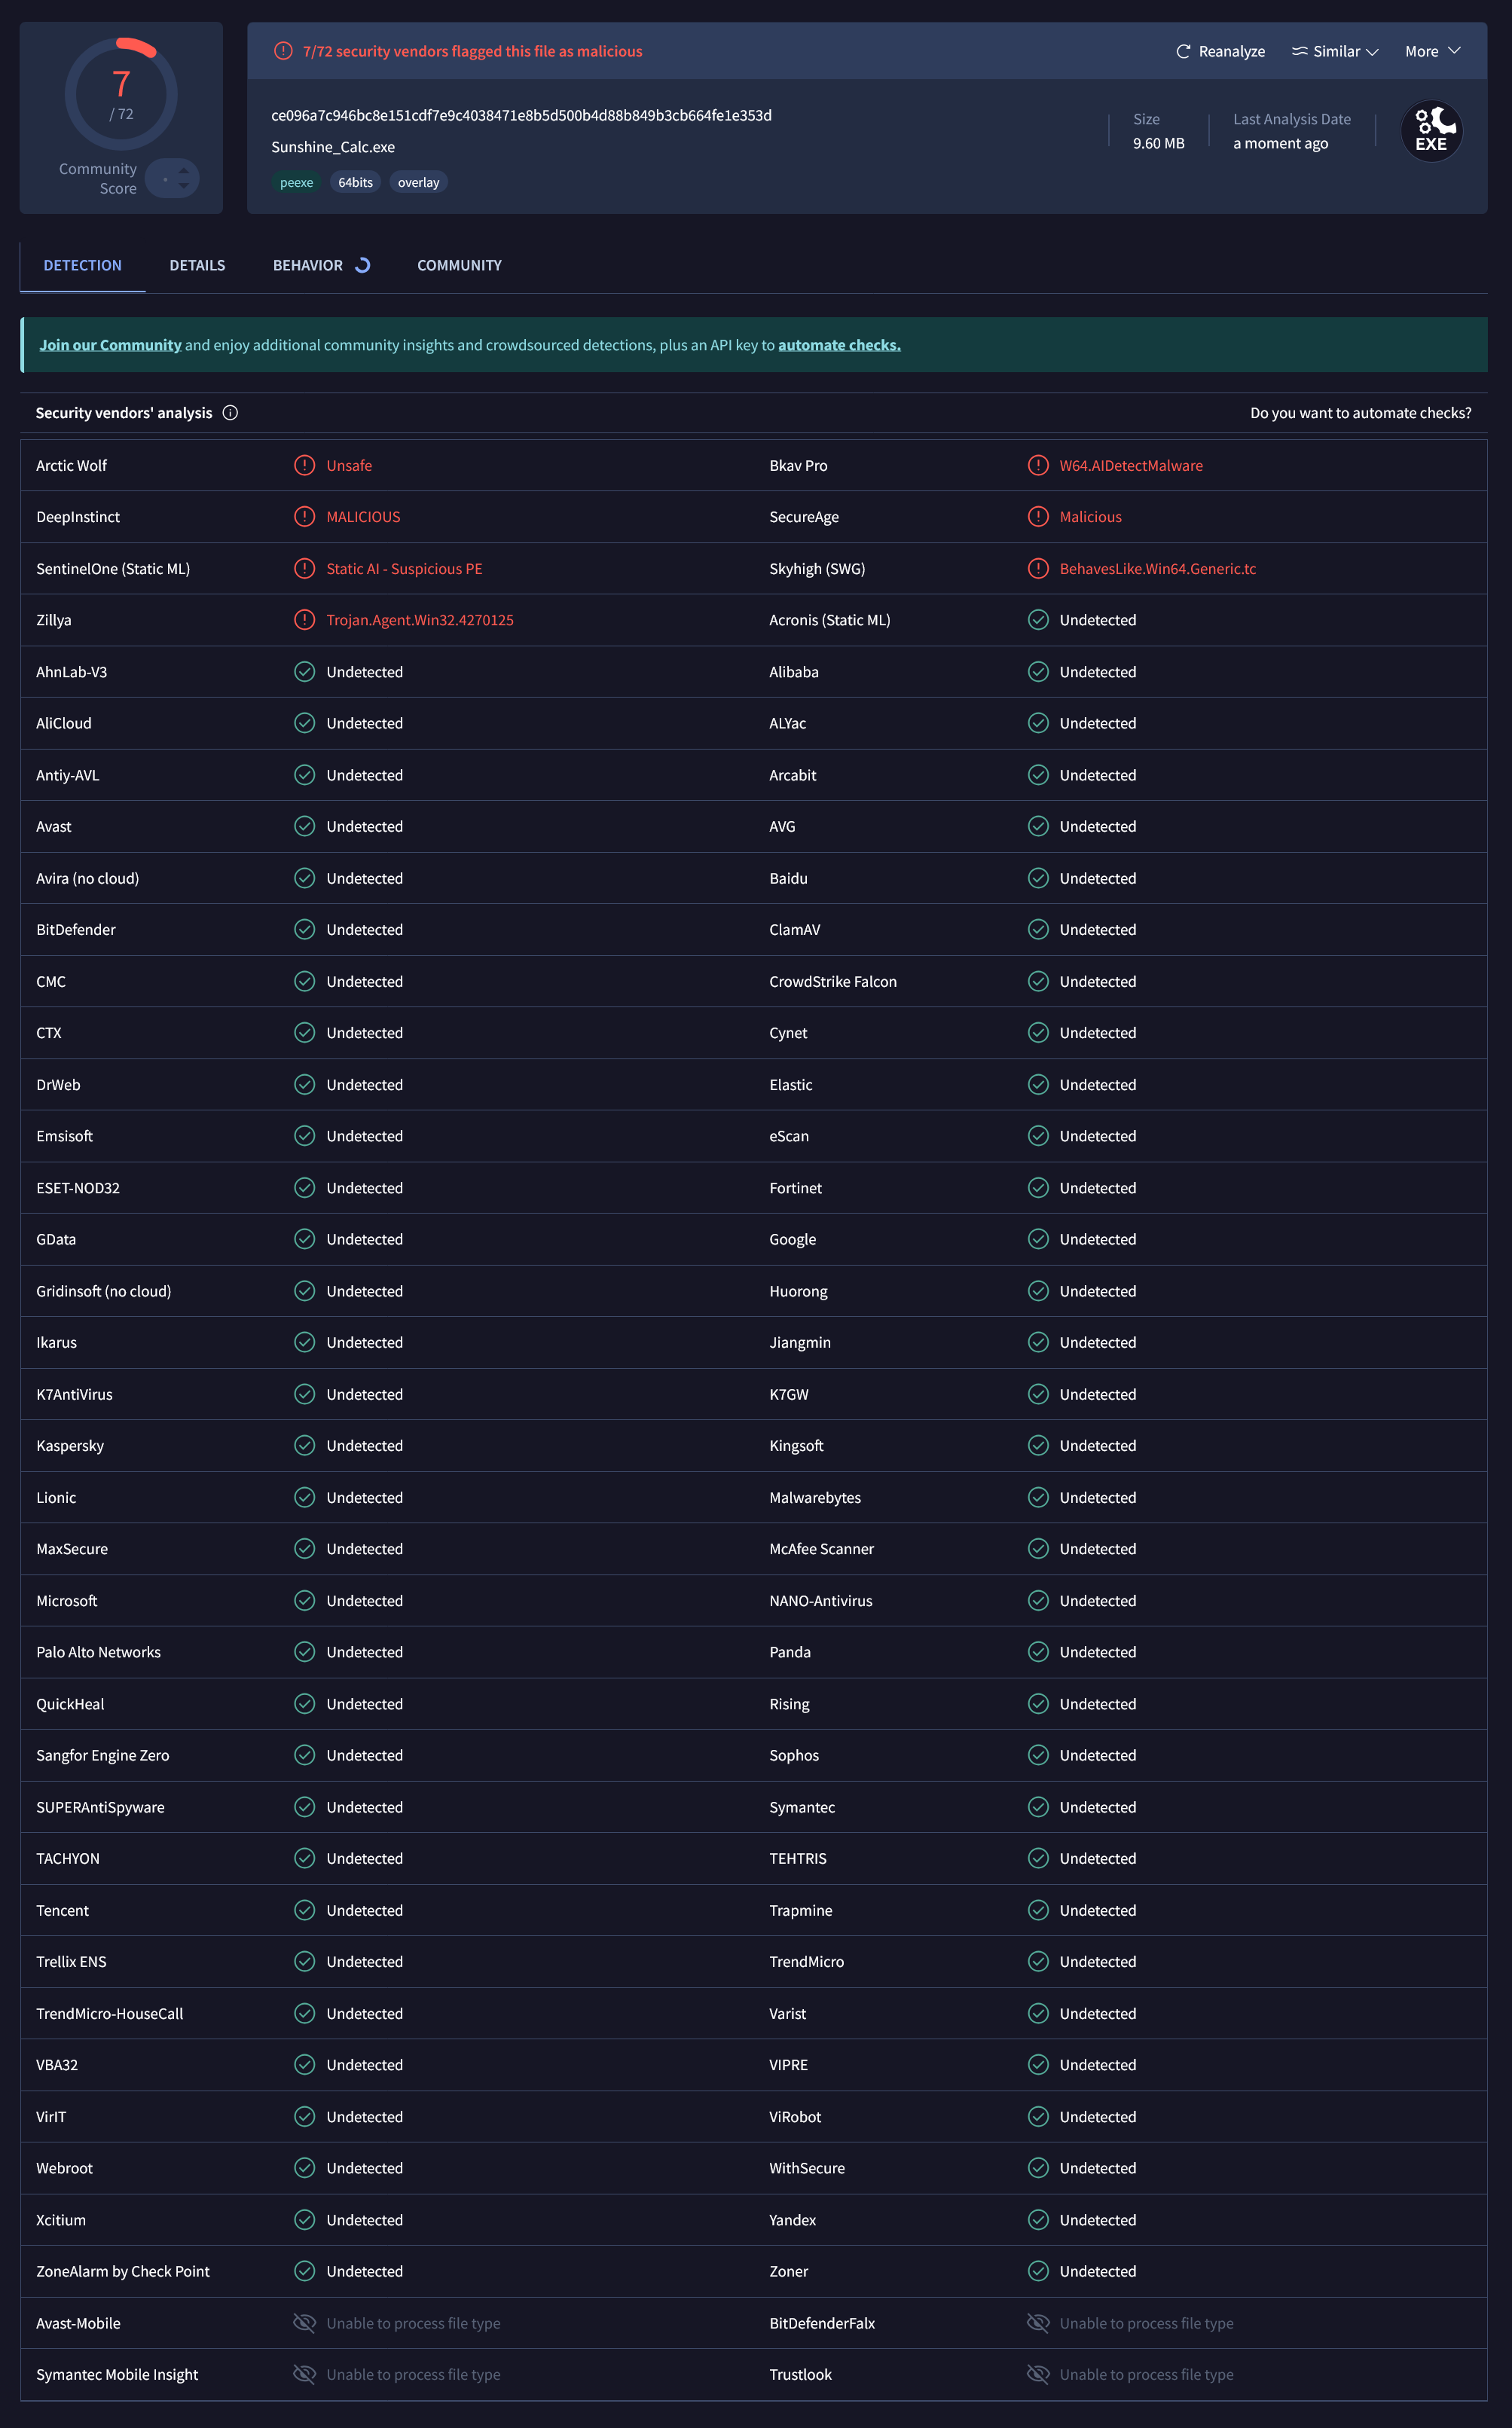 7
/ 72
Community
Score
7/72 security vendors flagged this file as malicious
Reanalyze
Similar
More
ce096a7c946bc8e151cdf7e9c4038471e8b5d500b4d88b849b3cb664fe1e353d
Sunshine_Calc.exe
peexe 64bits overlay
Size
9.60 MB
Last Analysis Date
a moment ago
EXE
DETECTION DETAILS BEHAVIOR COMMUNITY
Join our Community and enjoy additional community insights and crowdsourced detections, plus an API key to automate checks.
Security vendors' analysis Do you want to automate checks?
Arctic Wolf Unsafe Bkav Pro W64.AIDetectMalware
DeepInstinct MALICIOUS SecureAge Malicious
SentinelOne (Static ML) Static AI - Suspicious PE Skyhigh (SWG) BehavesLike.Win64.Generic.tc
Zillya Trojan.Agent.Win32.4270125 Acronis (Static ML) Undetected
AhnLab-V3 Undetected Alibaba Undetected
AliCloud Undetected ALYac Undetected
Antiy-AVL Undetected Arcabit Undetected
Avast Undetected AVG Undetected
Avira (no cloud) Undetected Baidu Undetected
BitDefender Undetected ClamAV Undetected
CMC Undetected CrowdStrike Falcon Undetected
CTX Undetected Cynet Undetected
DrWeb Undetected Elastic Undetected
Emsisoft Undetected eScan Undetected
ESET-NOD32 Undetected Fortinet Undetected
GData Undetected Google Undetected
Gridinsoft (no cloud) Undetected Huorong Undetected
Ikarus Undetected Jiangmin Undetected
K7AntiVirus Undetected K7GW Undetected
Kaspersky Undetected Kingsoft Undetected
Lionic Undetected Malwarebytes Undetected
MaxSecure Undetected McAfee Scanner Undetected
Microsoft Undetected NANO-Antivirus Undetected
Palo Alto Networks Undetected Panda Undetected
QuickHeal Undetected Rising Undetected
Sangfor Engine Zero Undetected Sophos Undetected
SUPERAntiSpyware Undetected Symantec Undetected
TACHYON Undetected TEHTRIS Undetected
Tencent Undetected Trapmine Undetected
Trellix ENS Undetected TrendMicro Undetected
TrendMicro-HouseCall Undetected Varist Undetected
VBA32 Undetected VIPRE Undetected
VirIT Undetected ViRobot Undetected
Webroot Undetected WithSecure Undetected
Xcitium Undetected Yandex Undetected
ZoneAlarm by Check Point Undetected Zoner Undetected
Avast-Mobile Unable to process file type BitDefenderFalx Unable to process file type
Symantec Mobile Insight Unable to process file type Trustlook Unable to process file type